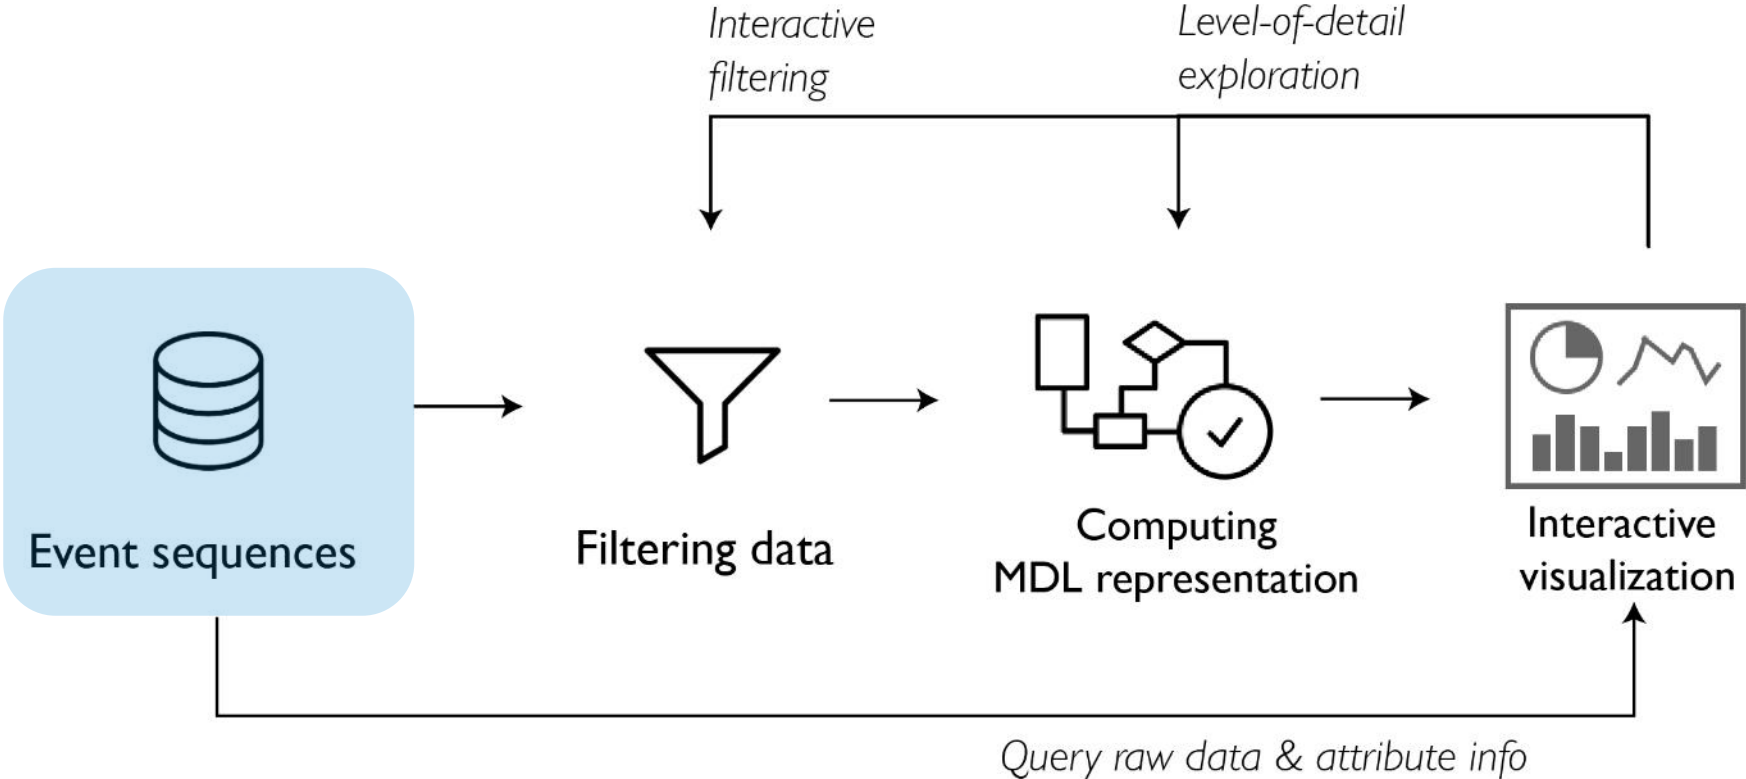 Interactive
filtering
Level-of-detail
exploration
Event sequences
Filtering data
Computing
MDL representation
Interactive
visualization
Query raw data & attribute info